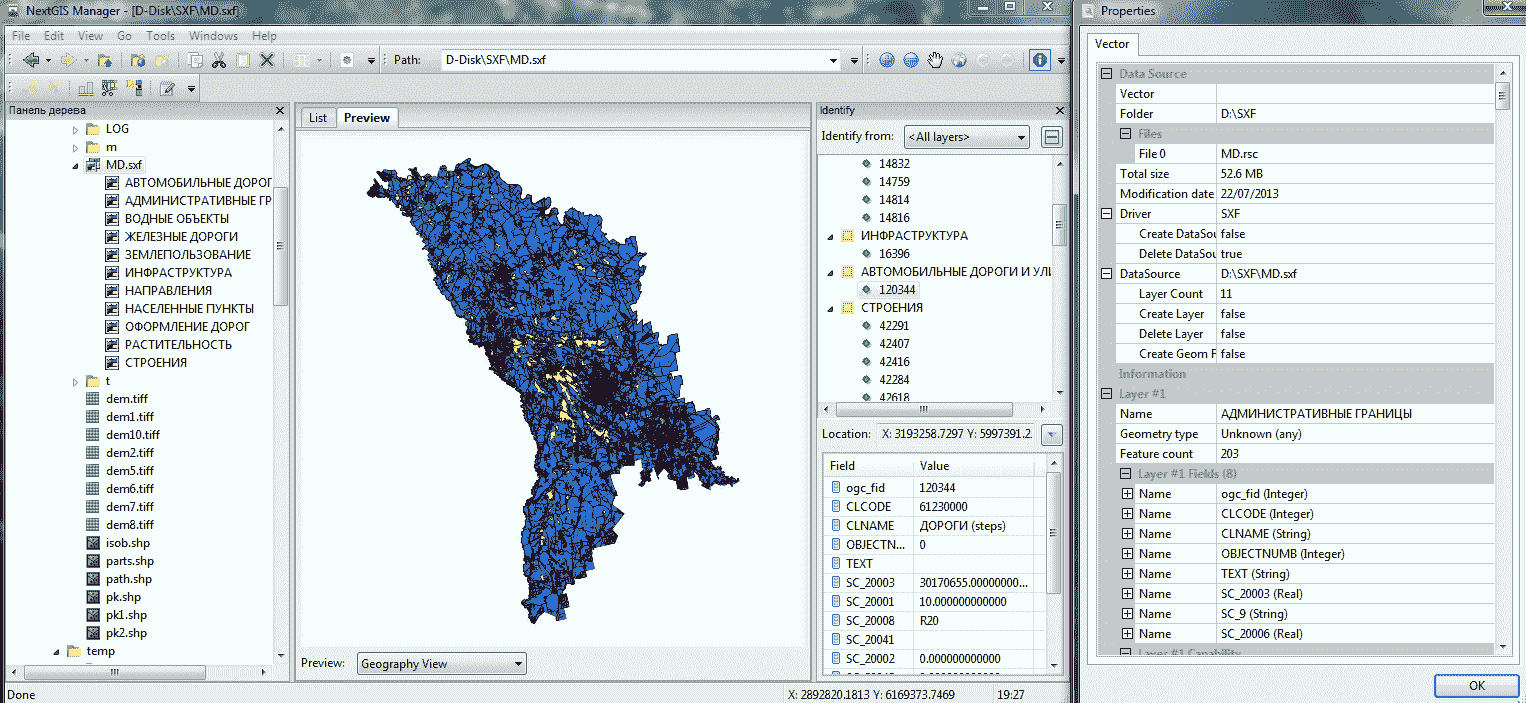 NextGIS Manager - [D-Disk\SXF\MD.sxf]
File Edit View Go Tools Windows Help
Path: D-Disk\SXF\MD.sxf
Панель дерева
LOG
m
MD.sxf
АВТОМОБИЛЬНЫЕ ДОРОГ
АДМИНИСТРАТИВНЫЕ ГР
ВОДНЫЕ ОБЪЕКТЫ
ЖЕЛЕЗНЫЕ ДОРОГИ
ЗЕМЛЕПОЛЬЗОВАНИЕ
ИНФРАСТРУКТУРА
НАПРАВЛЕНИЯ
НАСЕЛЕННЫЕ ПУНКТЫ
ОФОРМЛЕНИЕ ДОРОГ
РАСТИТЕЛЬНОСТЬ
СТРОЕНИЯ
t
dem.tiff
dem1.tiff
dem10.tiff
dem2.tiff
dem5.tiff
dem6.tiff
dem7.tiff
dem8.tiff
isob.shp
parts.shp
path.shp
pk.shp
pk1.shp
pk2.shp
temp
List Preview
Preview: Geography View
Identify
Identify from: <All layers>
14832
14759
14814
14816
ИНФРАСТРУКТУРА
16396
АВТОМОБИЛЬНЫЕ ДОРОГИ И УЛИ
120344
СТРОЕНИЯ
42291
42407
42416
42284
42618
Location: X: 3193258.7297 Y: 5997391.2
Field Value
ogc_fid 120344
CLCODE 61230000
CLNAME ДОРОГИ (steps)
OBJECTN... 0
TEXT
SC_20003 30170655.00000000...
SC_20001 10.000000000000
SC_20008 R20
SC_20041
SC_20002 0.000000000000
Done
X: 2892820.1813 Y: 6169373.7469 19:27
Properties
Vector
Data Source
Vector
Folder D:\SXF
Files
File 0 MD.rsc
Total size 52.6 MB
Modification date 22/07/2013
Driver SXF
Create DataSou false
Delete DataSou true
DataSource D:\SXF\MD.sxf
Layer Count 11
Create Layer false
Delete Layer false
Create Geom F false
Information
Layer #1
Name АДМИНИСТРАТИВНЫЕ ГРАНИЦЫ
Geometry type Unknown (any)
Feature count 203
Layer #1 Fields (8)
Name ogc_fid (Integer)
Name CLCODE (Integer)
Name CLNAME (String)
Name OBJECTNUMB (Integer)
Name TEXT (String)
Name SC_20003 (Real)
Name SC_9 (String)
Name SC_20006 (Real)
Layer #1 Capability
OK